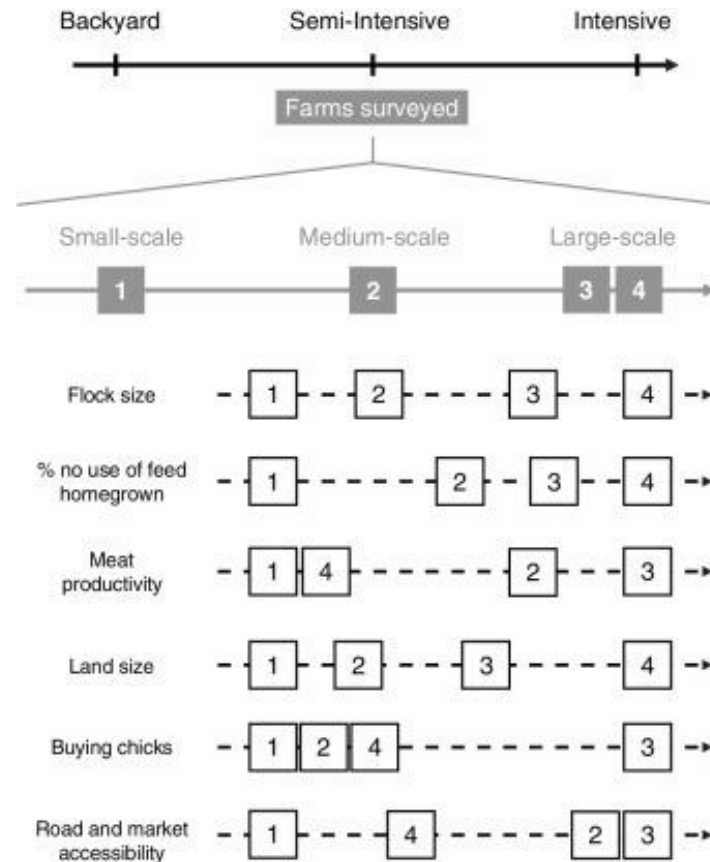 Backyard Semi-Intensive Intensive
Farms surveyed
Small-scale Medium-scale Large-scale
1 2 3 4
Flock size 1 2 3 4
% no use of feed
homegrown 1 2 3 4
Meat
productivity 1 4 2 3
Land size 1 2 3 4
Buying chicks 1 2 4 3
Road and market
accessibility 1 4 2 3